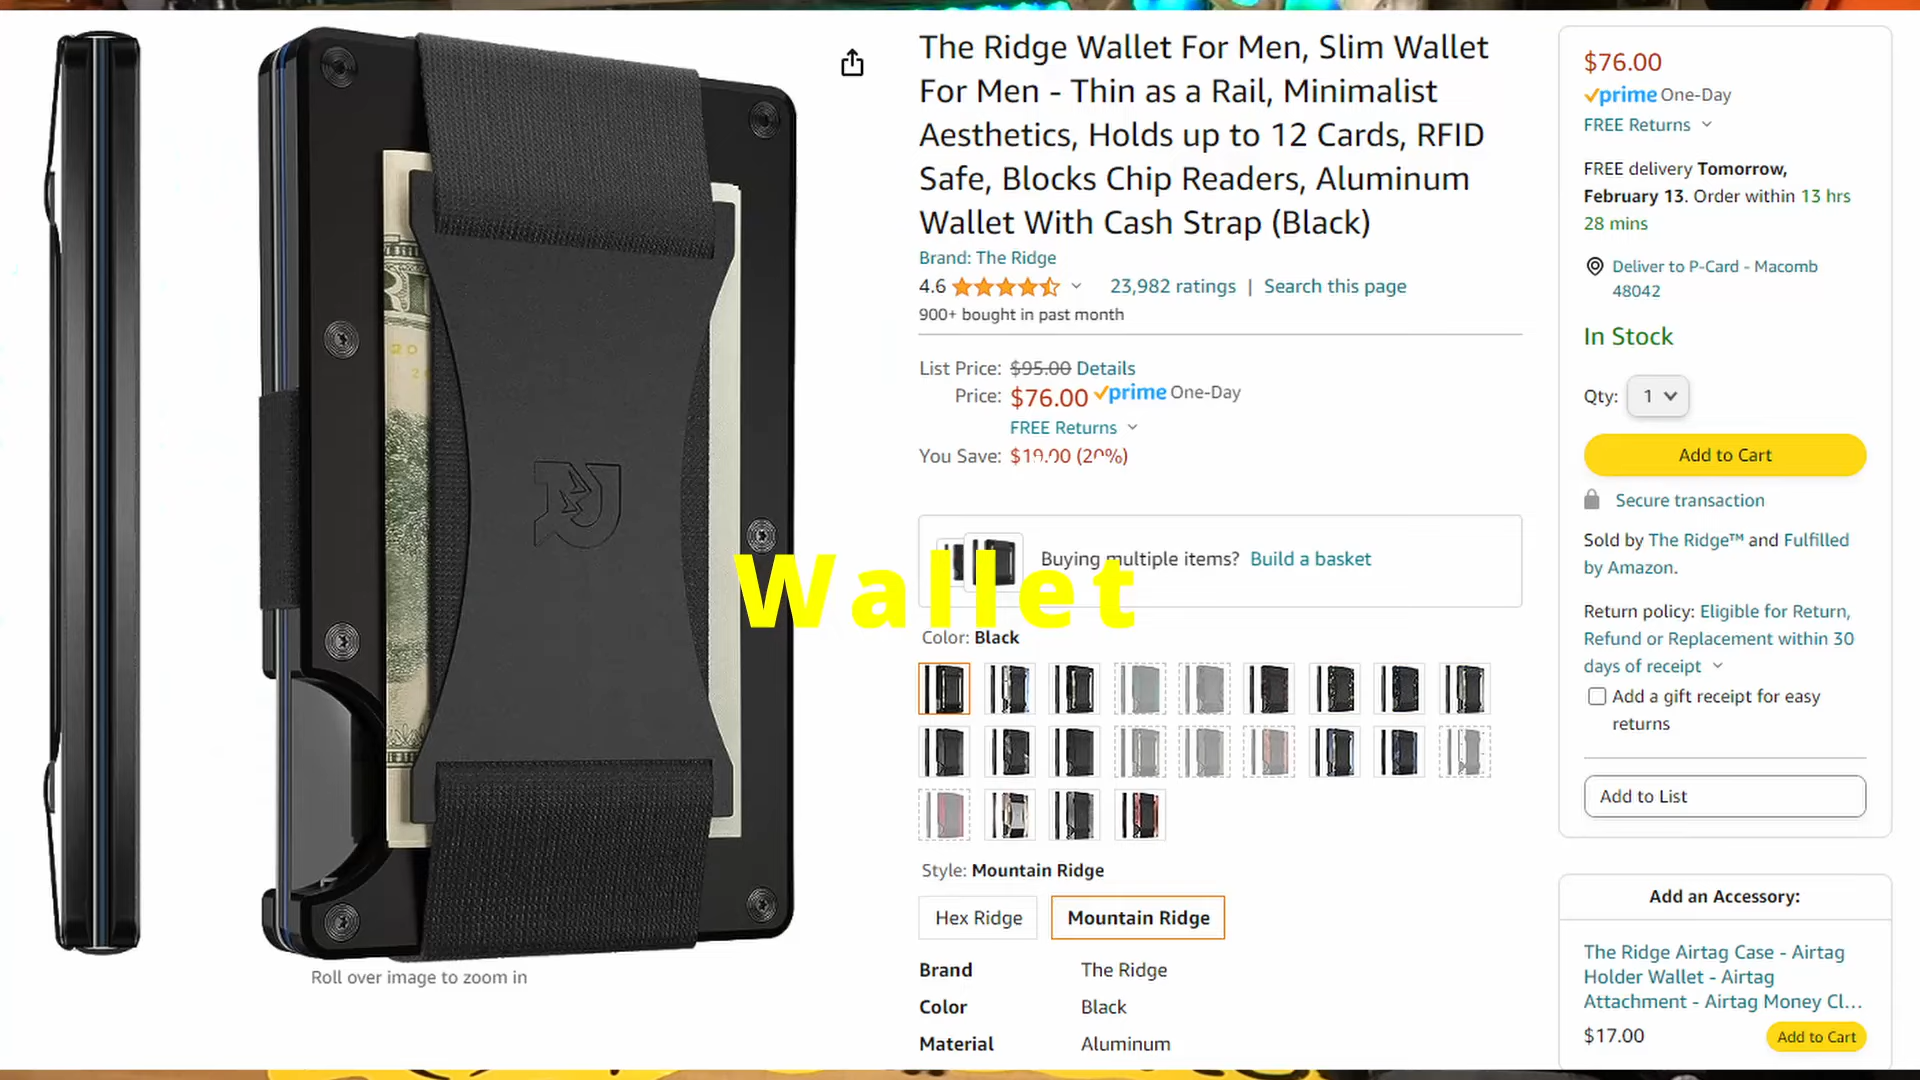 The Ridge Wallet For Men, Slim Wallet
For Men - Thin as a Rail, Minimalist
Aesthetics, Holds up to 12 Cards, RFID
Safe, Blocks Chip Readers, Aluminum
Wallet With Cash Strap (Black)
Brand: The Ridge
4.6 23,982 ratings | Search this page
900+ bought in past month
List Price: $95.00 Details
Price: $76.00 prime One-Day
FREE Returns
You Save: $19.00 (20%)
Buying multiple items? Build a basket
Wallet
Color: Black
Style: Mountain Ridge
Hex Ridge Mountain Ridge
Brand The Ridge
Color Black
Material Aluminum
Roll over image to zoom in
$76.00
prime One-Day
FREE Returns
FREE delivery Tomorrow,
February 13. Order within 13 hrs
28 mins
Deliver to P-Card - Macomb
48042
In Stock
Qty: 1
Add to Cart
Secure transaction
Sold by The Ridge™ and Fulfilled
by Amazon.
Return policy: Eligible for Return,
Refund or Replacement within 30
days of receipt
Add a gift receipt for easy
returns
Add to List
Add an Accessory:
The Ridge Airtag Case - Airtag
Holder Wallet - Airtag
Attachment - Airtag Money Cl...
$17.00 Add to Cart